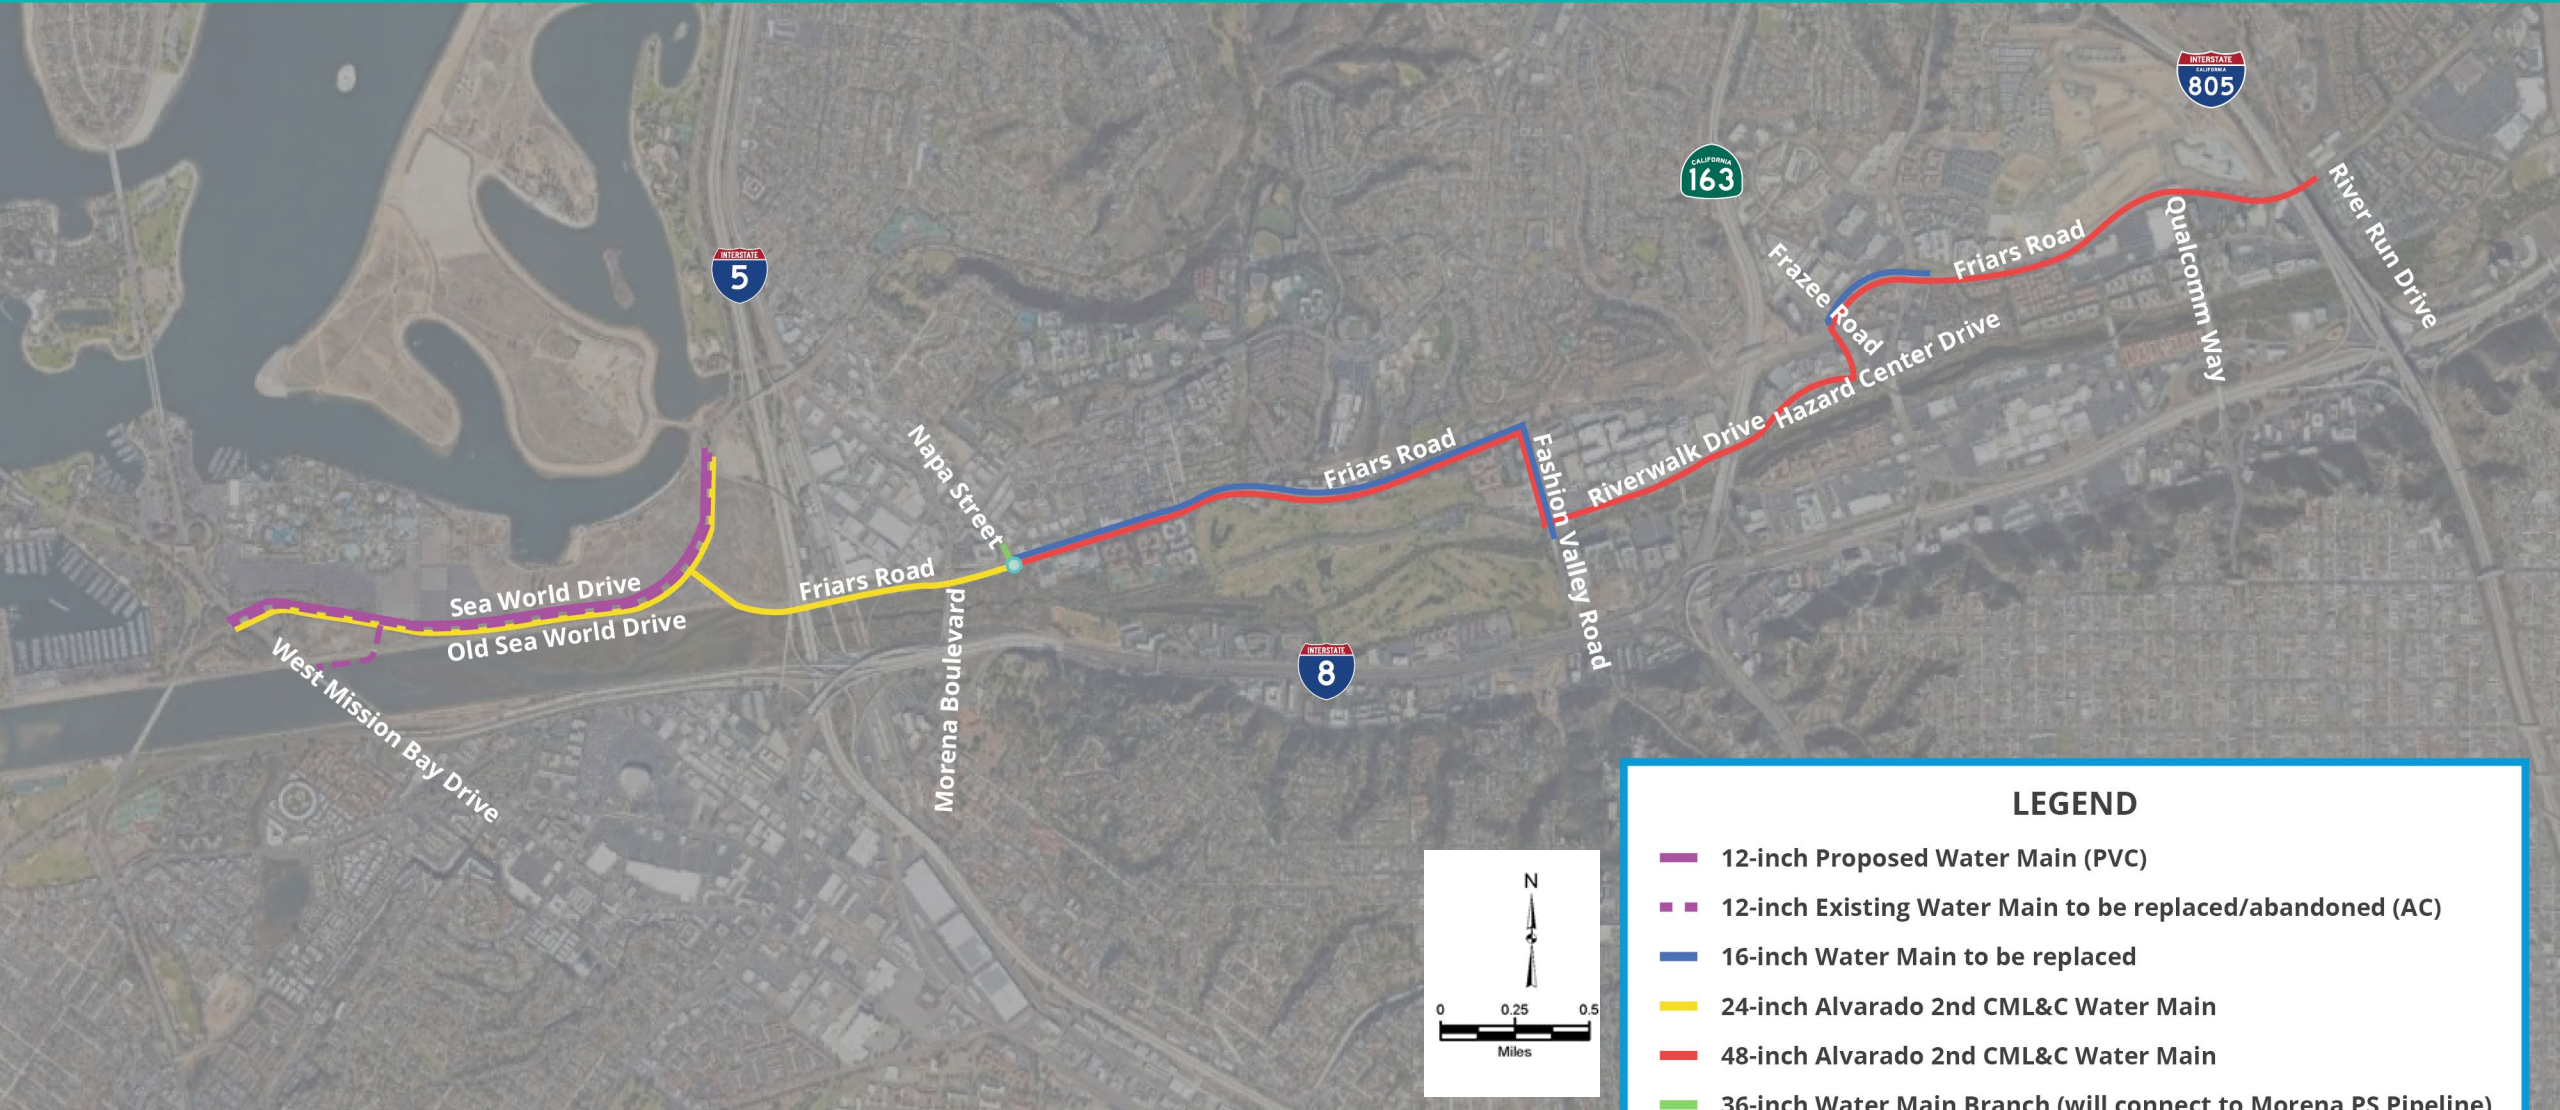 INTERSTATE
CALIFORNIA
805
CALIFORNIA
163
River Run Drive
Qualcomm Way
Friars Road
Frazee Road
INTERSTATE
5
Hazard Center Drive
Riverwalk Drive
Napa Street
Friars Road
Fashion Valley Road
Friars Road
Sea World Drive
Old Sea World Drive
West Mission Bay Drive
Morena Boulevard
INTERSTATE
8
N
0 0.25 0.5
Miles
LEGEND
12-inch Proposed Water Main (PVC)
12-inch Existing Water Main to be replaced/abandoned (AC)
16-inch Water Main to be replaced
24-inch Alvarado 2nd CML&C Water Main
48-inch Alvarado 2nd CML&C Water Main
36-inch Water Main Branch (will connect to Morena PS Pipeline)